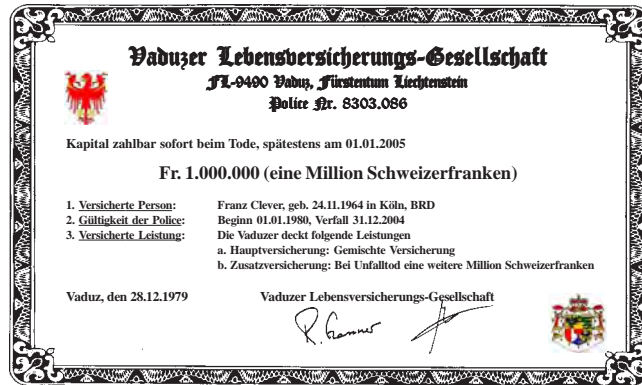 Vaduzer Lebensversicherungs-Gesellschaft
FL-9490 Vaduz, Fürstentum Liechtenstein
Police Nr. 8303.086
Kapital zahlbar sofort beim Tode, spätestens am 01.01.2005
Fr. 1.000.000 (eine Million Schweizerfranken)
1. Versicherte Person: Franz Clever, geb. 24.11.1964 in Köln, BRD
2. Gültigkeit der Police: Beginn 01.01.1980, Verfall 31.12.2004
3. Versicherte Leistung: Die Vaduzer deckt folgende Leistungen
a. Hauptversicherung: Gemischte Versicherung
b. Zusatzversicherung: Bei Unfalltod eine weitere Million Schweizerfranken
Vaduz, den 28.12.1979 Vaduzer Lebensversicherungs-Gesellschaft